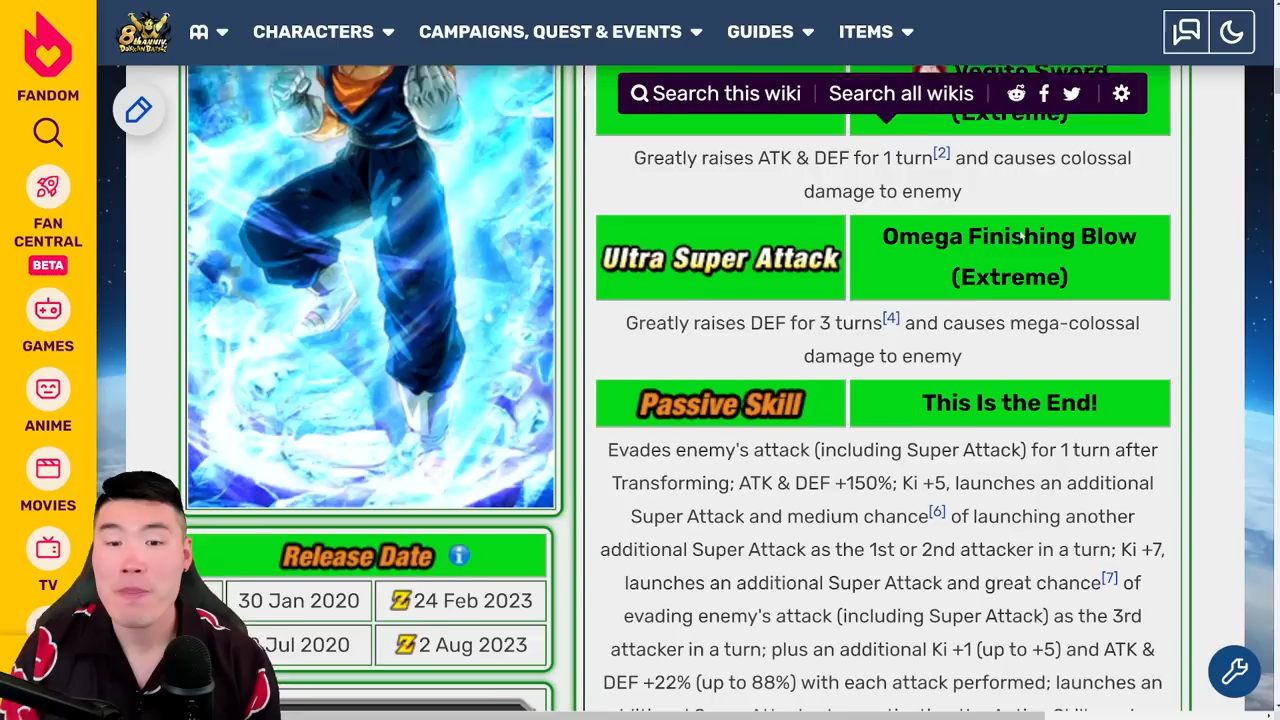 FANDOM
FAN
CENTRAL
BETA
GAMES
ANIME
MOVIES
TV
8th ANNIV.
DOKKAN BATTLE
CHARACTERS
CAMPAIGNS, QUEST & EVENTS
GUIDES
ITEMS
Vegito Sword
(Extreme)
Search this wiki
Search all wikis
Greatly raises ATK & DEF for 1 turn[2] and causes colossal
damage to enemy
Ultra Super Attack
Omega Finishing Blow
(Extreme)
Greatly raises DEF for 3 turns[4] and causes mega-colossal
damage to enemy
Passive Skill
This Is the End!
Evades enemy's attack (including Super Attack) for 1 turn after
Transforming; ATK & DEF +150%; Ki +5, launches an additional
Super Attack and medium chance[6] of launching another
additional Super Attack as the 1st or 2nd attacker in a turn; Ki +7,
launches an additional Super Attack and great chance[7] of
evading enemy's attack (including Super Attack) as the 3rd
attacker in a turn; plus an additional Ki +1 (up to +5) and ATK &
DEF +22% (up to 88%) with each attack performed; launches an
Release Date
30 Jan 2020
Z 24 Feb 2023
Jul 2020
Z 2 Aug 2023